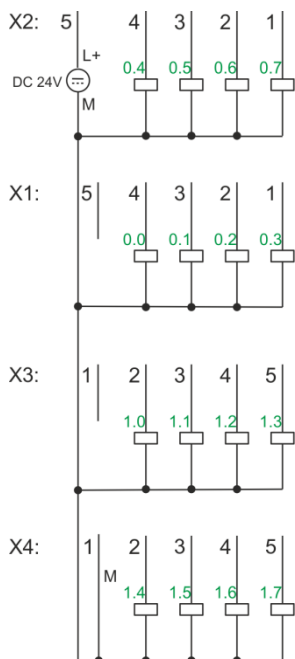 X2: 5 4 3 2 1
L+
0.4 0.5 0.6 0.7
DC 24V
M
X1: 5 4 3 2 1
0.0 0.1 0.2 0.3
X3: 1 2 3 4 5
1.0 1.1 1.2 1.3
X4: 1 2 3 4 5
M
1.4 1.5 1.6 1.7